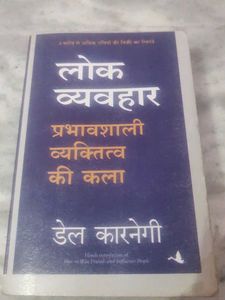 लोक
व्यवहार
प्रभावशाली
व्यक्तित्व
की कला
डेल कारनेगी
Hindi translation of
How to Win Friends and Influence People